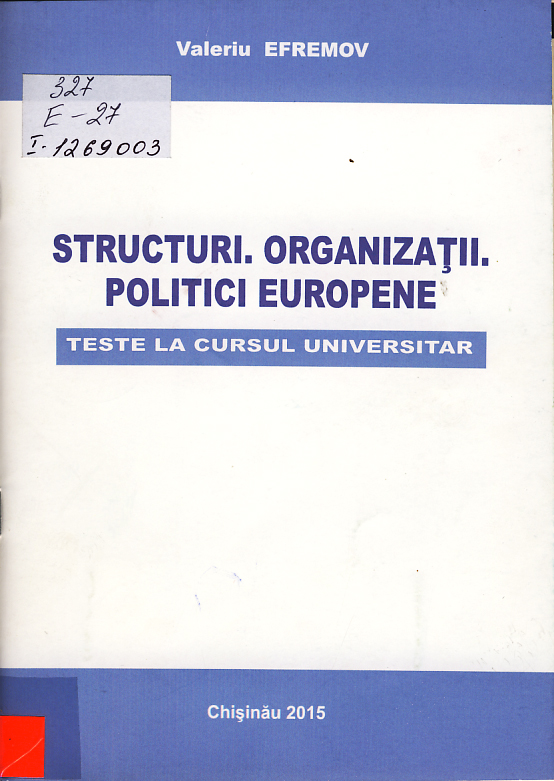 Valeriu EFREMOV
327
E-27
I-1269003
STRUCTURI. ORGANIZAŢII.
POLITICI EUROPENE
TESTE LA CURSUL UNIVERSITAR
Chişinău 2015